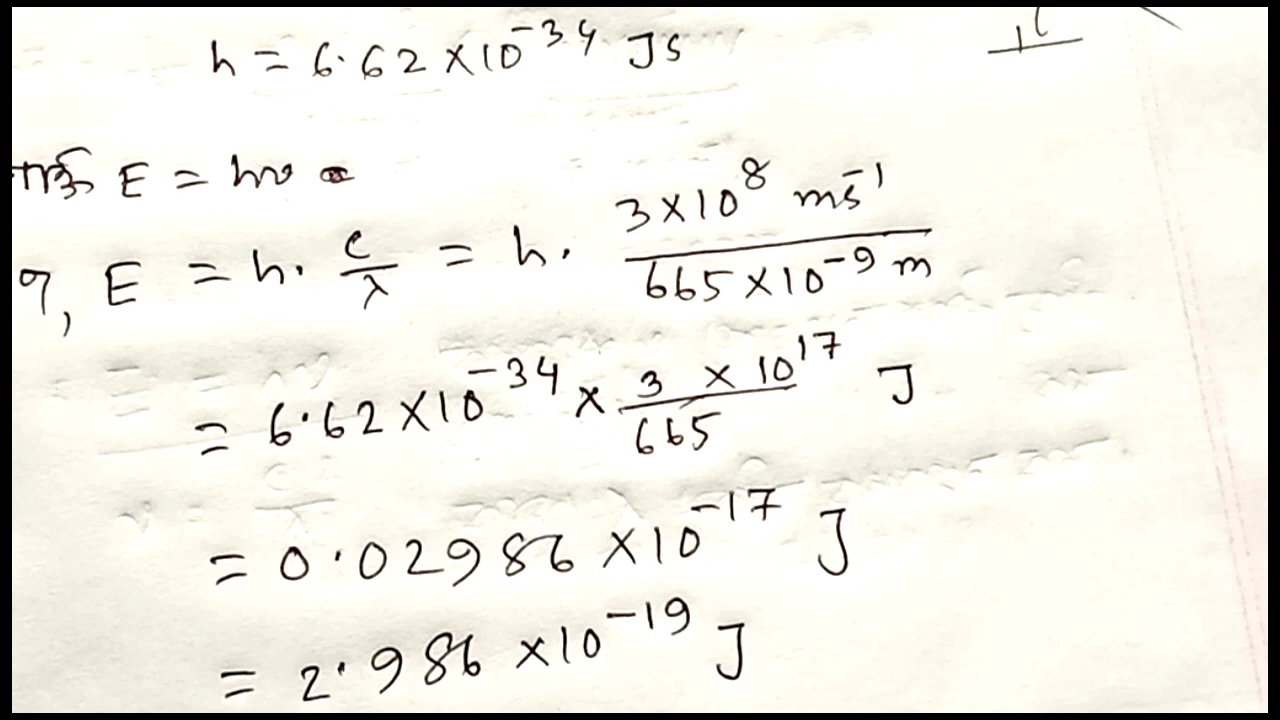 h = 6.62 × 10⁻³⁴ Js
E = hν
E = h. c/λ = h. (3 × 10⁸ ms⁻¹)/(665 × 10⁻⁹ m)
= 6.62 × 10⁻³⁴ × (3 × 10¹⁷)/665 J
= 0.02986 × 10⁻¹⁷ J
= 2.986 × 10⁻¹⁹ J